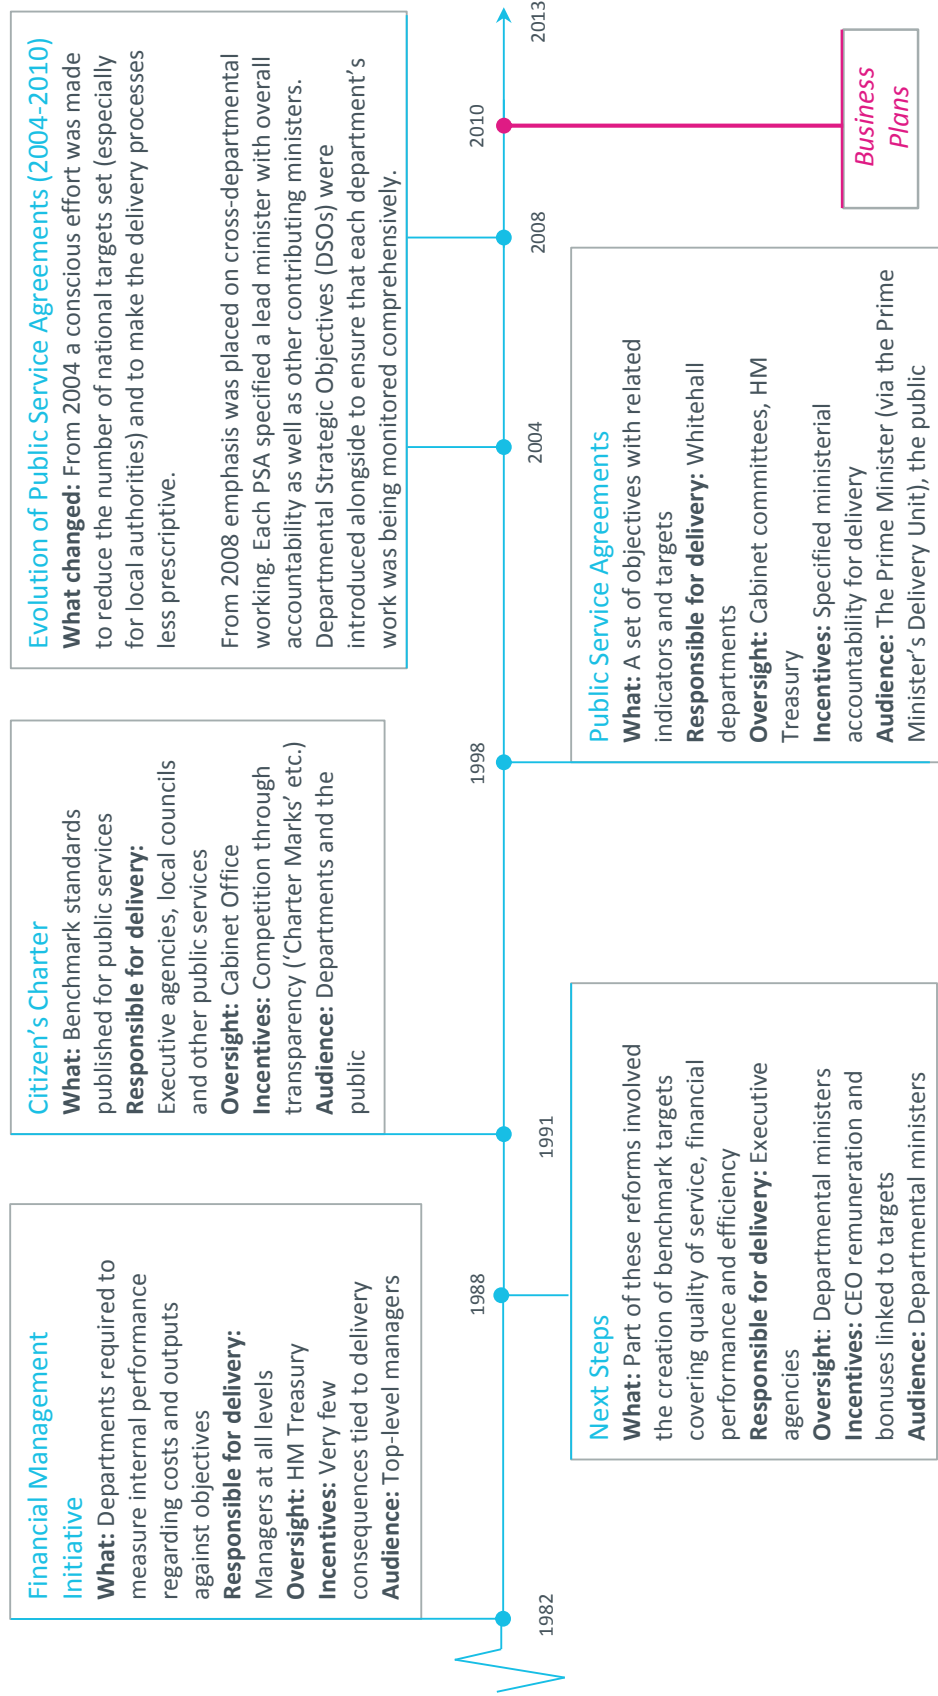 Financial Management
Initiative
What: Departments required to
measure internal performance
regarding costs and outputs
against objectives
Responsible for delivery:
Managers at all levels
Oversight: HM Treasury
Incentives: Very few
consequences tied to delivery
Audience: Top-level managers
Citizen’s Charter
What: Benchmark standards
published for public services
Responsible for delivery:
Executive agencies, local councils
and other public services
Oversight: Cabinet Office
Incentives: Competition through
transparency (‘Charter Marks’ etc.)
Audience: Departments and the
public
Evolution of Public Service Agreements (2004-2010)
What changed: From 2004 a conscious effort was made
to reduce the number of national targets set (especially
for local authorities) and to make the delivery processes
less prescriptive.
From 2008 emphasis was placed on cross-departmental
working. Each PSA specified a lead minister with overall
accountability as well as other contributing ministers.
Departmental Strategic Objectives (DSOs) were
introduced alongside to ensure that each department’s
work was being monitored comprehensively.
1982
1988
1991
1998
2004
2008
2010
2013
Next Steps
What: Part of these reforms involved
the creation of benchmark targets
covering quality of service, financial
performance and efficiency
Responsible for delivery: Executive
agencies
Oversight: Departmental ministers
Incentives: CEO remuneration and
bonuses linked to targets
Audience: Departmental ministers
Public Service Agreements
What: A set of objectives with related
indicators and targets
Responsible for delivery: Whitehall
departments
Oversight: Cabinet committees, HM
Treasury
Incentives: Specified ministerial
accountability for delivery
Audience: The Prime Minister (via the Prime
Minister’s Delivery Unit), the public
Business
Plans